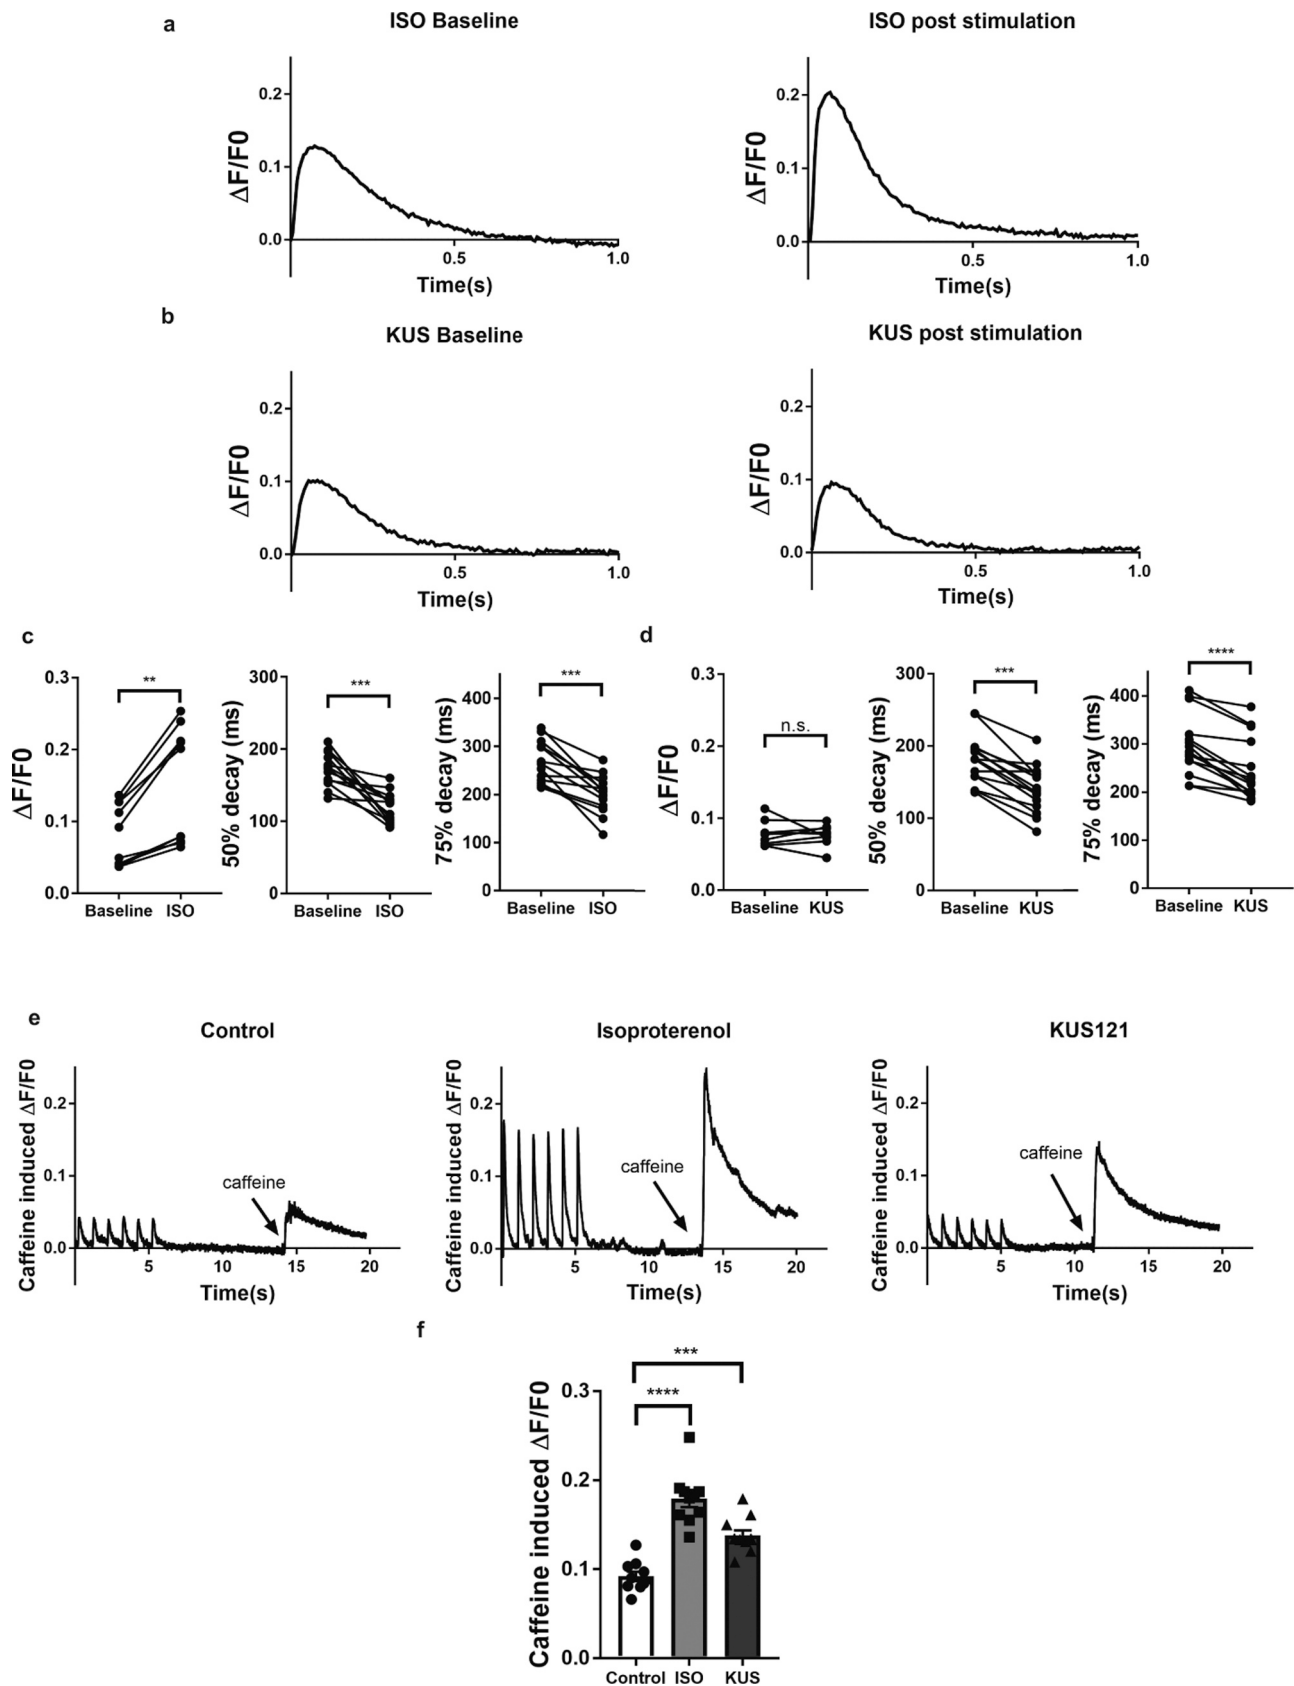 a
ISO Baseline
ISO post stimulation
0.2
0.1
0.0
ΔF/F0
0.5
1.0
Time(s)
0.2
0.1
0.0
ΔF/F0
0.5
1.0
Time(s)
b
KUS Baseline
KUS post stimulation
0.2
0.1
0.0
ΔF/F0
0.5
1.0
Time(s)
0.2
0.1
0.0
ΔF/F0
0.5
1.0
Time(s)
c
0.3
0.2
0.1
0.0
ΔF/F0
**
Baseline ISO
300
200
100
0
50% decay (ms)
***
Baseline ISO
400
300
200
100
0
75% decay (ms)
***
Baseline ISO
d
0.3
0.2
0.1
0.0
ΔF/F0
n.s.
Baseline KUS
300
200
100
0
50% decay (ms)
***
Baseline KUS
400
300
200
100
0
75% decay (ms)
****
Baseline KUS
e
Control
Caffeine induced ΔF/F0
0.2
0.1
0.0
caffeine
5
10
15
20
Time(s)
Isoproterenol
Caffeine induced ΔF/F0
0.2
0.1
0.0
caffeine
5
10
15
20
Time(s)
KUS121
Caffeine induced ΔF/F0
0.2
0.1
0.0
caffeine
5
10
15
20
Time(s)
f
Caffeine induced ΔF/F0
0.3
0.2
0.1
0.0
***
****
Control ISO KUS